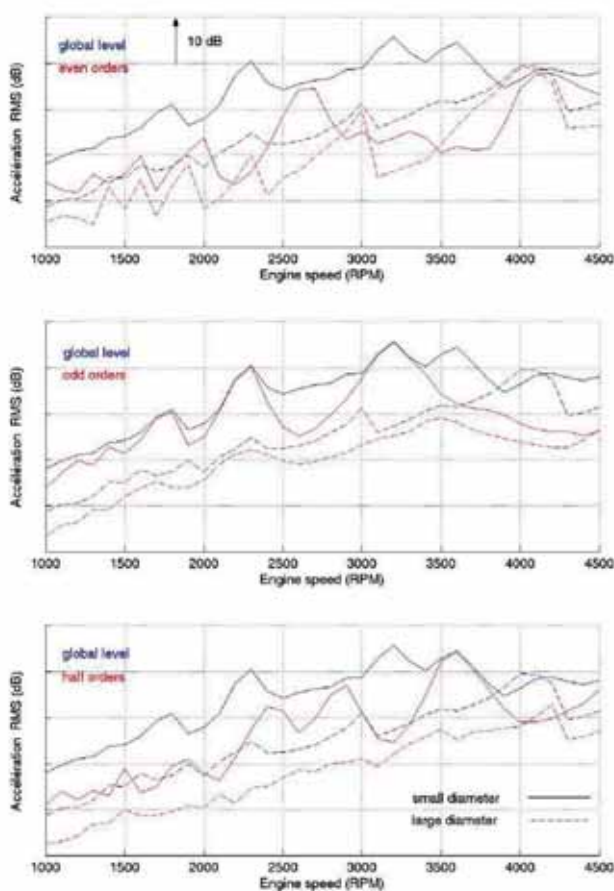 global level
10 dB
even orders
Accélération RMS (dB)
1000 1500 2000 2500 3000 3500 4000 4500
Engine speed (RPM)
global level
odd orders
Accélération RMS (dB)
1000 1500 2000 2500 3000 3500 4000 4500
Engine speed (RPM)
global level
half orders
Accélération RMS (dB)
small diameter
large diameter
1000 1500 2000 2500 3000 3500 4000 4500
Engine speed (RPM)